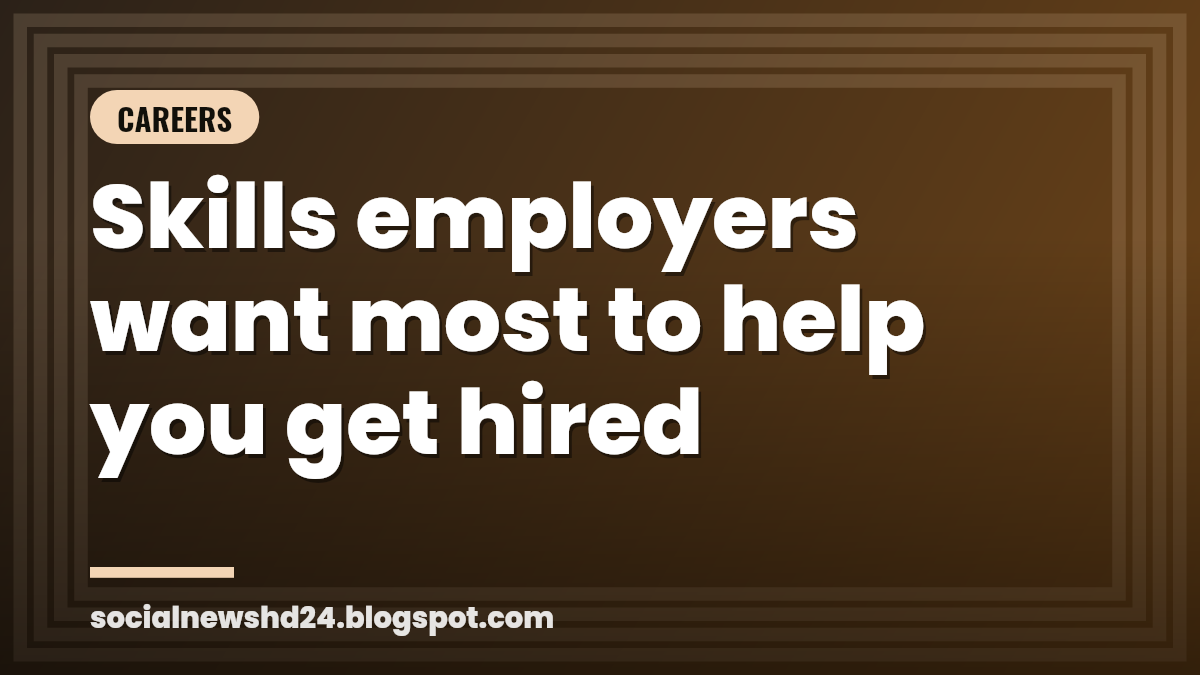 CAREERS
Skills employers
want most to help
you get hired
socialnewshd24.blogspot.com